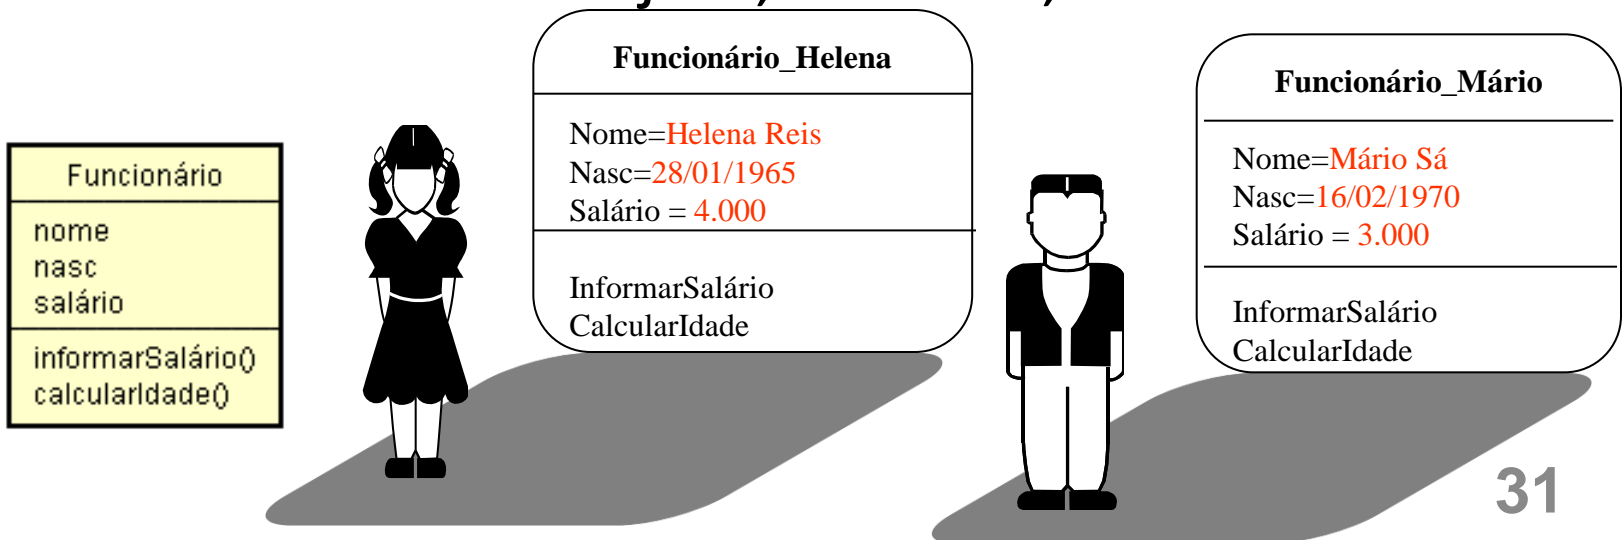 Funcionário
nome
nasc
salário
informarSalário()
calcularIdade()
Funcionário_Helena
Nome=Helena Reis
Nasc=28/01/1965
Salário = 4.000
InformarSalário
CalcularIdade
Funcionário_Mário
Nome=Mário Sá
Nasc=16/02/1970
Salário = 3.000
InformarSalário
CalcularIdade
31